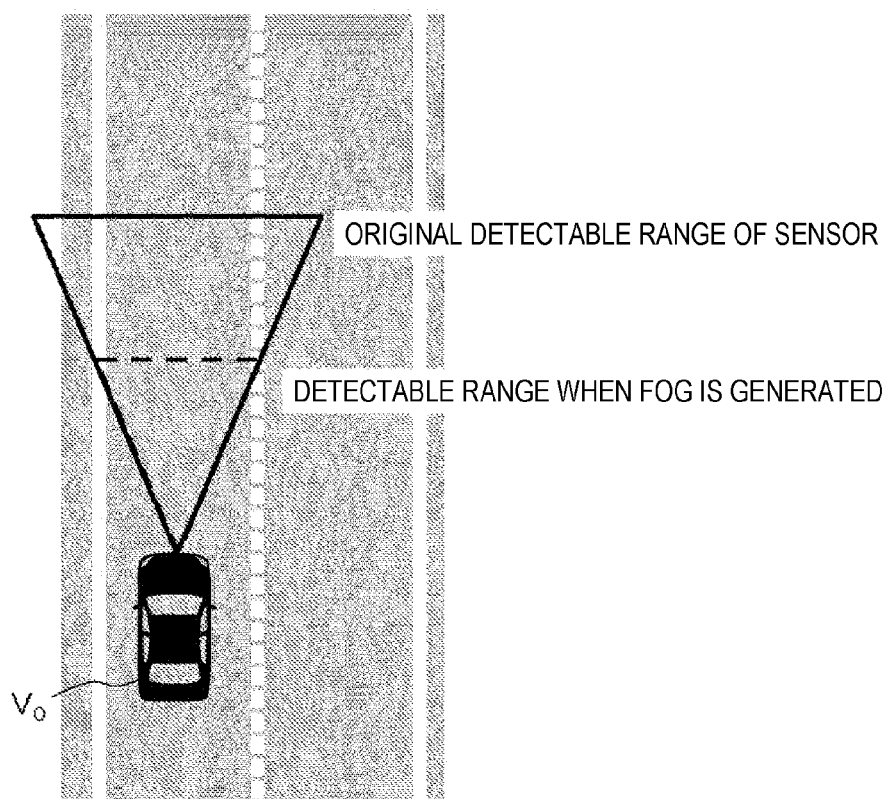 ORIGINAL DETECTABLE RANGE OF SENSOR
DETECTABLE RANGE WHEN FOG IS GENERATED
V₀